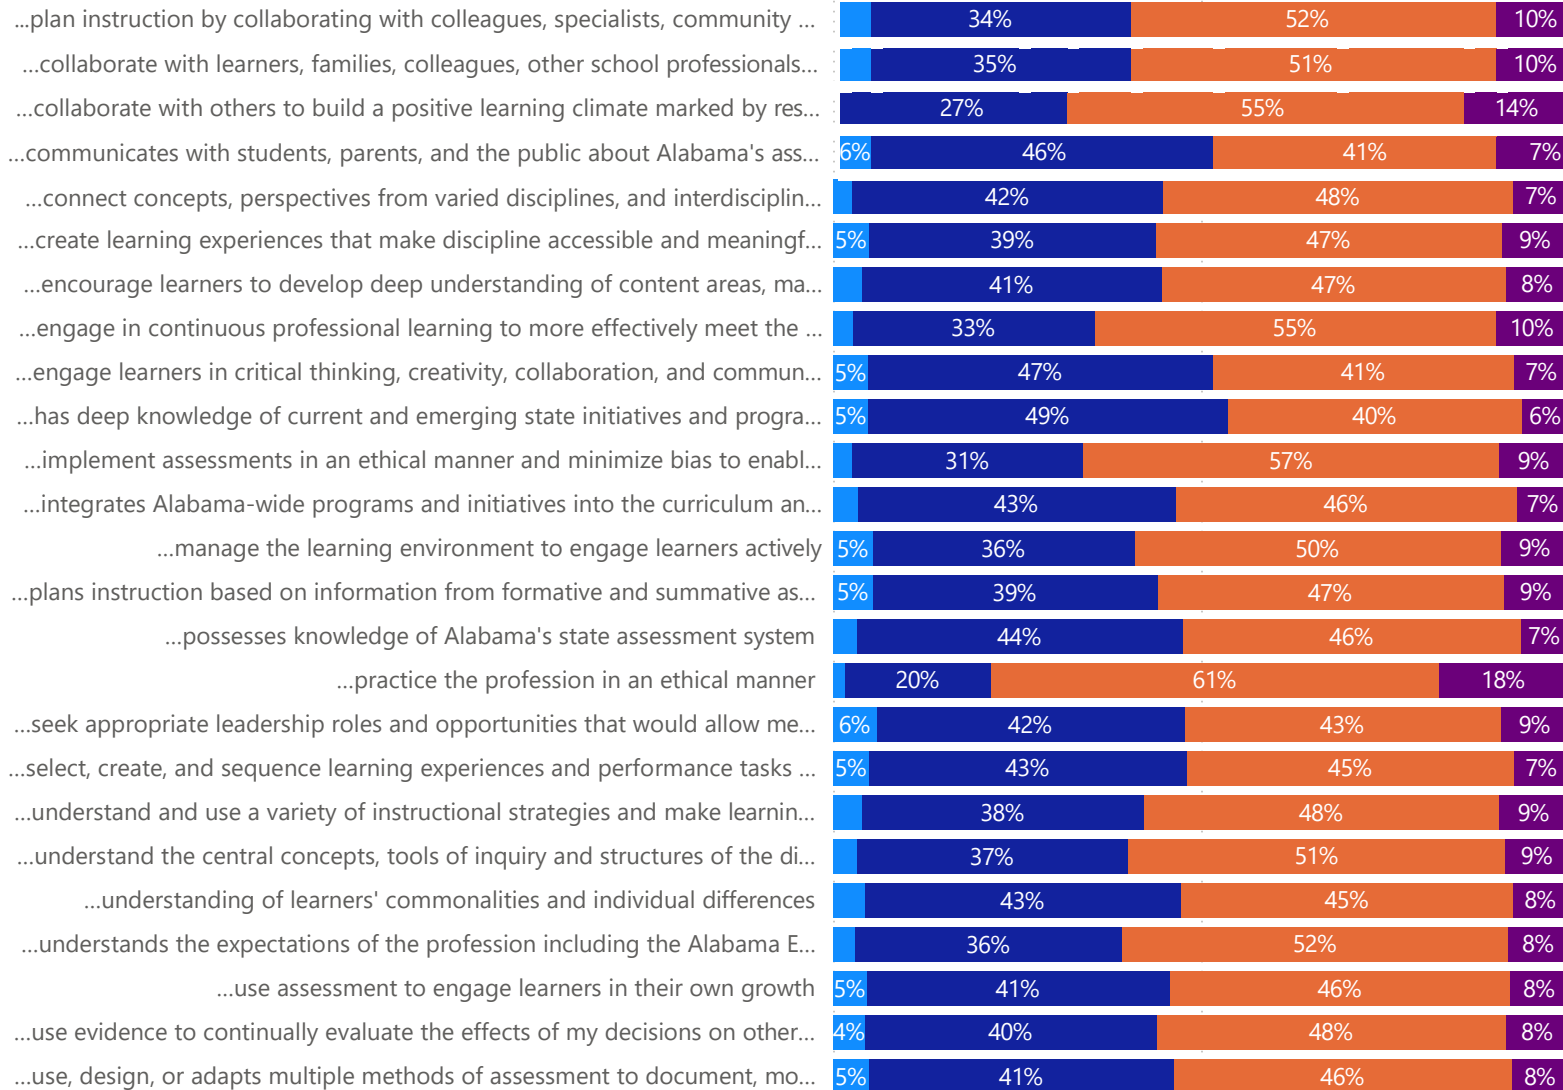 ...plan instruction by collaborating with colleagues, specialists, community ... 34% 52% 10%
...collaborate with learners, families, colleagues, other school professionals... 35% 51% 10%
...collaborate with others to build a positive learning climate marked by res... 27% 55% 14%
...communicates with students, parents, and the public about Alabama's ass... 6% 46% 41% 7%
...connect concepts, perspectives from varied disciplines, and interdisciplin... 42% 48% 7%
...create learning experiences that make discipline accessible and meaningf... 5% 39% 47% 9%
...encourage learners to develop deep understanding of content areas, ma... 41% 47% 8%
...engage in continuous professional learning to more effectively meet the ... 33% 55% 10%
...engage learners in critical thinking, creativity, collaboration, and commun... 5% 47% 41% 7%
...has deep knowledge of current and emerging state initiatives and progra... 5% 49% 40% 6%
...implement assessments in an ethical manner and minimize bias to enabl... 31% 57% 9%
...integrates Alabama-wide programs and initiatives into the curriculum an... 43% 46% 7%
...manage the learning environment to engage learners actively 5% 36% 50% 9%
...plans instruction based on information from formative and summative as... 5% 39% 47% 9%
...possesses knowledge of Alabama's state assessment system 44% 46% 7%
...practice the profession in an ethical manner 20% 61% 18%
...seek appropriate leadership roles and opportunities that would allow me... 6% 42% 43% 9%
...select, create, and sequence learning experiences and performance tasks ... 5% 43% 45% 7%
...understand and use a variety of instructional strategies and make learnin... 38% 48% 9%
...understand the central concepts, tools of inquiry and structures of the di... 37% 51% 9%
...understanding of learners' commonalities and individual differences 43% 45% 8%
...understands the expectations of the profession including the Alabama E... 36% 52% 8%
...use assessment to engage learners in their own growth 5% 41% 46% 8%
...use evidence to continually evaluate the effects of my decisions on other... 4% 40% 48% 8%
...use, design, or adapts multiple methods of assessment to document, mo... 5% 41% 46% 8%